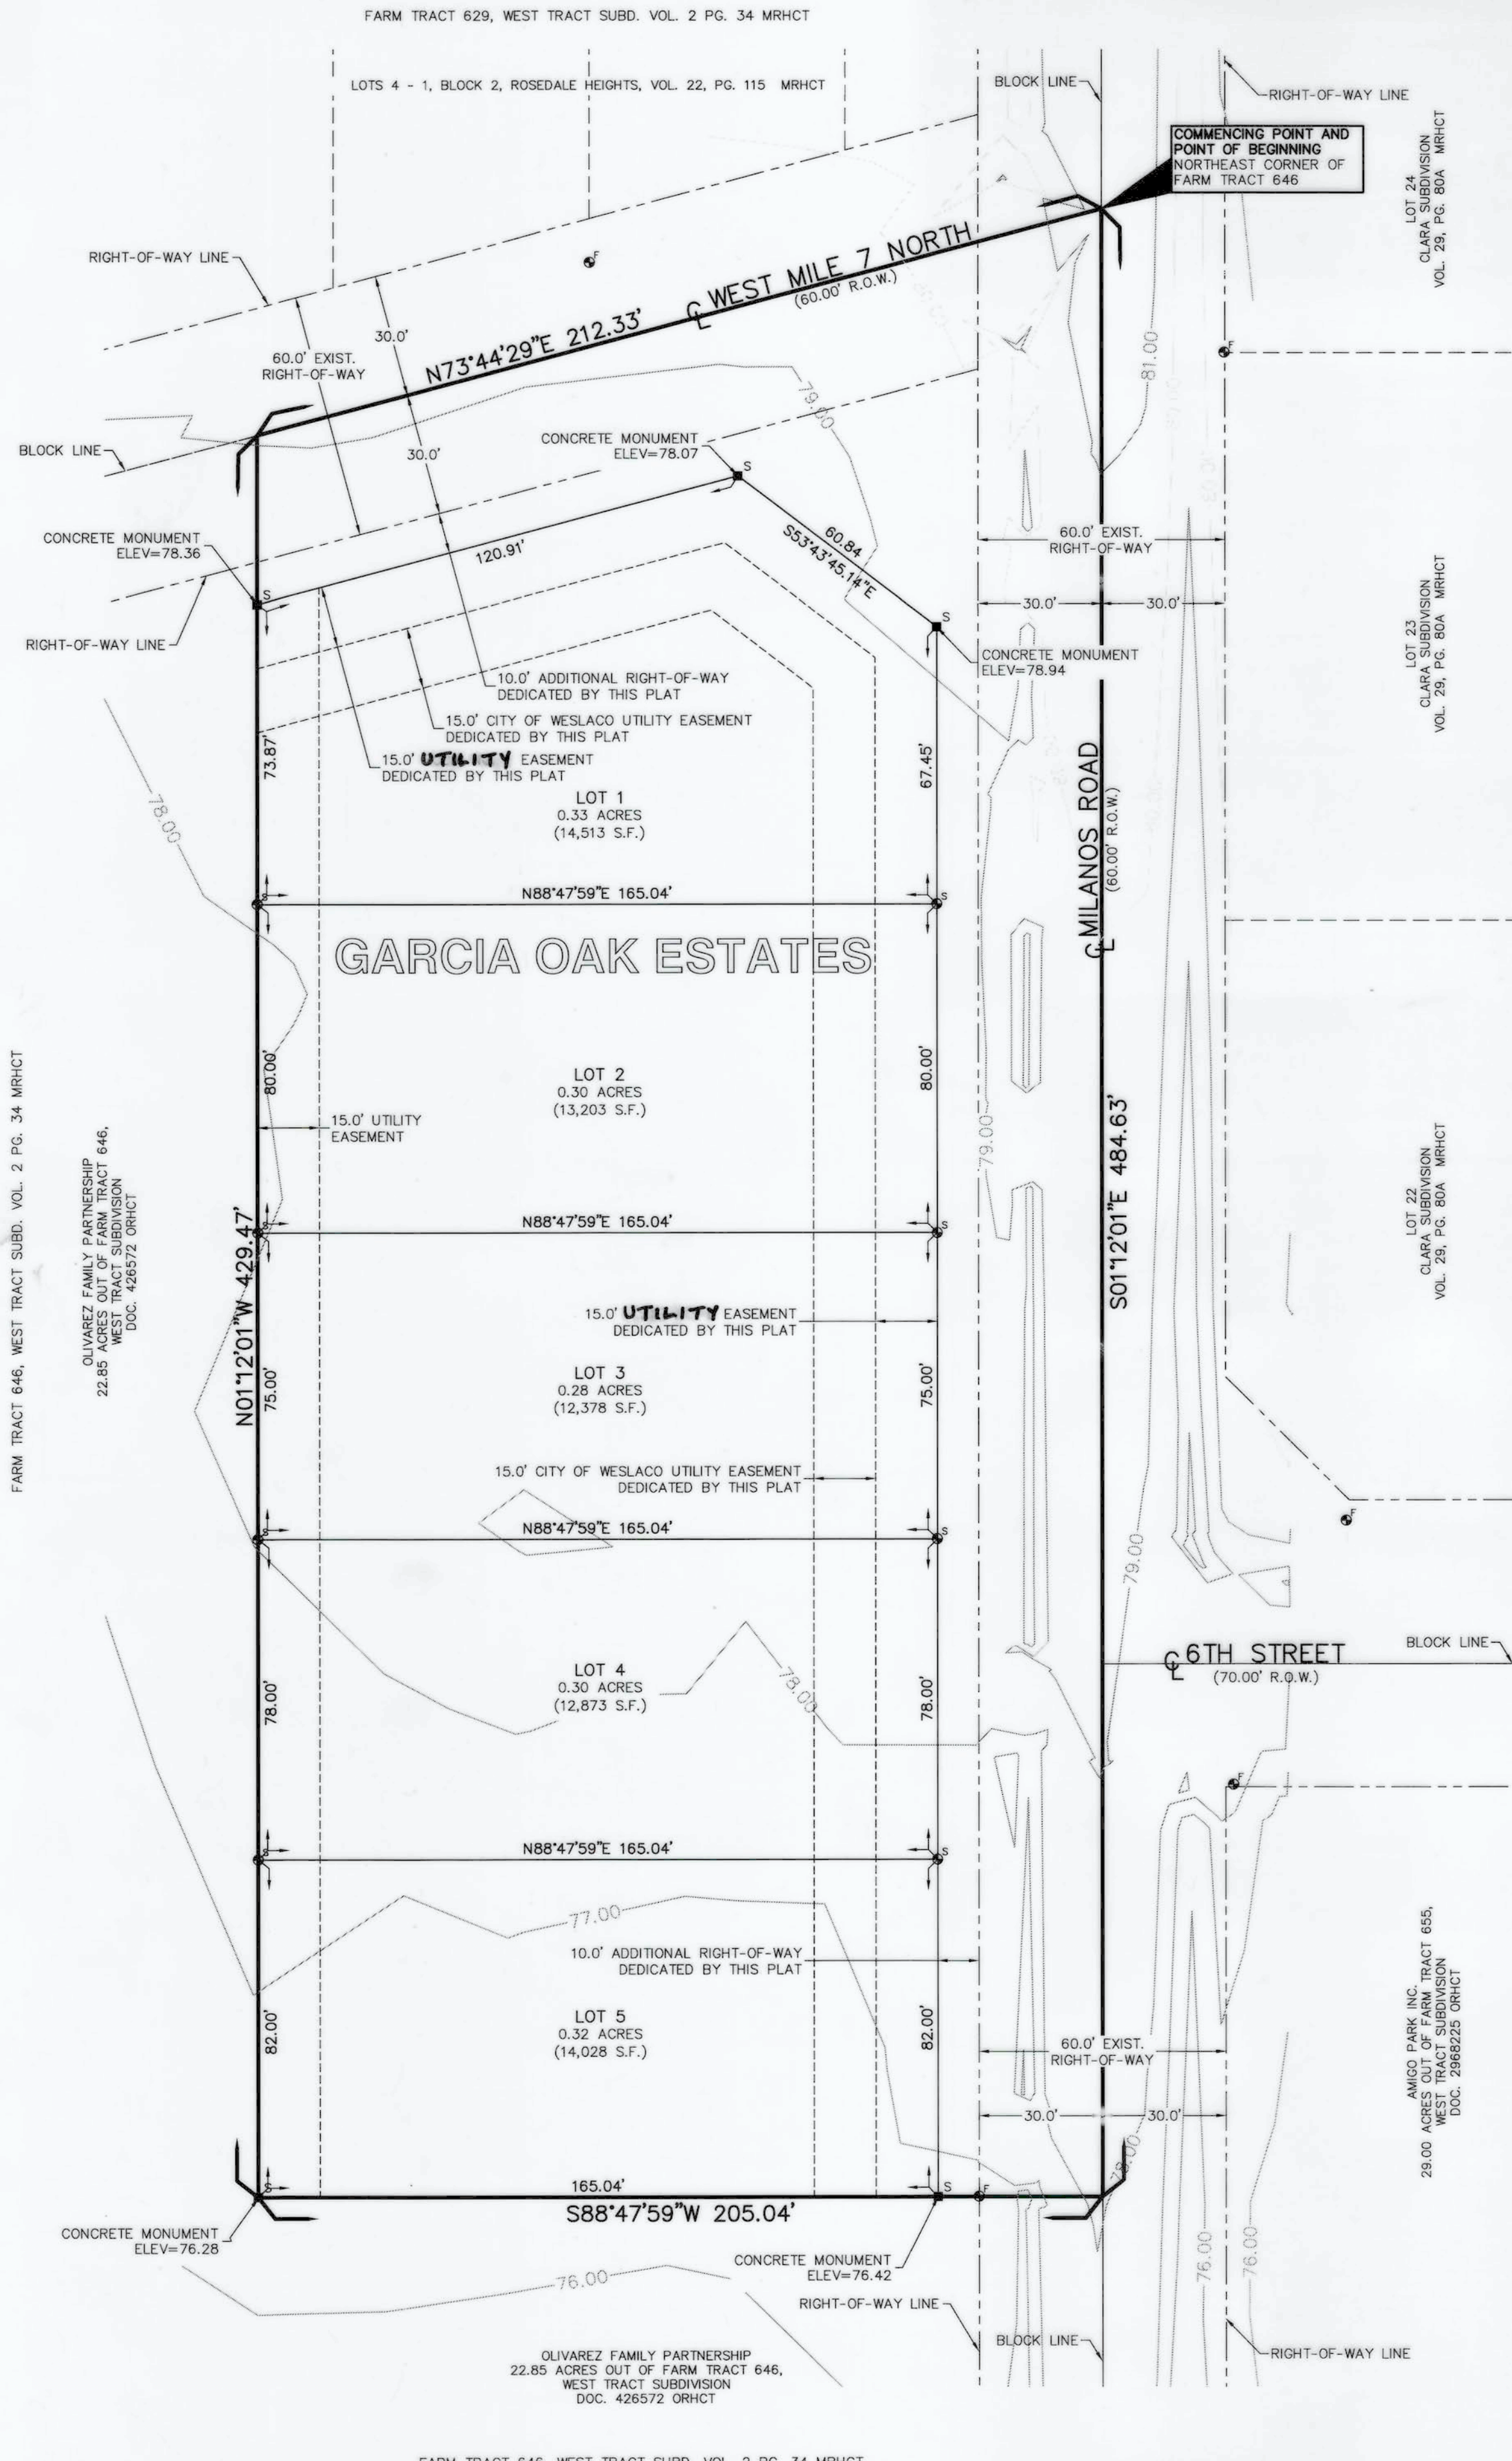 FARM TRACT 629, WEST TRACT SUBD. VOL. 2 PG. 34 MRHCT
LOTS 4 - 1, BLOCK 2, ROSEDALE HEIGHTS, VOL. 22, PG. 115 MRHCT
BLOCK LINE
RIGHT-OF-WAY LINE
COMMENCING POINT AND
POINT OF BEGINNING
NORTHEAST CORNER OF
FARM TRACT 646
LOT 24
CLARA SUBDIVISION
VOL. 29, PG. 80A MRHCT
RIGHT-OF-WAY LINE
F
℄ WEST MILE 7 NORTH
(60.00' R.O.W.)
30.0'
N73°44'29"E 212.33'
60.0' EXIST.
RIGHT-OF-WAY
81.00
F
79.00
BLOCK LINE
30.0'
CONCRETE MONUMENT
ELEV=78.07
S
CONCRETE MONUMENT
ELEV=78.36
120.91'
60.84
S53°43'45.14"E
60.0' EXIST.
RIGHT-OF-WAY
S
30.0'
30.0'
S
RIGHT-OF-WAY LINE
CONCRETE MONUMENT
ELEV=78.94
LOT 23
CLARA SUBDIVISION
VOL. 29, PG. 80A MRHCT
10.0' ADDITIONAL RIGHT-OF-WAY
DEDICATED BY THIS PLAT
15.0' CITY OF WESLACO UTILITY EASEMENT
DEDICATED BY THIS PLAT
15.0' UTILITY EASEMENT
DEDICATED BY THIS PLAT
73.87'
67.45'
78.00
LOT 1
0.33 ACRES
(14,513 S.F.)
℄ MILANOS ROAD
(60.00' R.O.W.)
N88°47'59"E 165.04'
S
S
GARCIA OAK ESTATES
80.00'
LOT 2
0.30 ACRES
(13,203 S.F.)
80.00'
79.00
15.0' UTILITY
EASEMENT
S01°12'01"E 484.63'
LOT 22
CLARA SUBDIVISION
VOL. 29, PG. 80A MRHCT
FARM TRACT 646, WEST TRACT SUBD. VOL. 2 PG. 34 MRHCT
OLIVAREZ FAMILY PARTNERSHIP
22.85 ACRES OUT OF FARM TRACT 646,
WEST TRACT SUBDIVISION
DOC. 426572 ORHCT
N01°12'01"W 429.47'
N88°47'59"E 165.04'
S
S
15.0' UTILITY EASEMENT
DEDICATED BY THIS PLAT
75.00'
LOT 3
0.28 ACRES
(12,378 S.F.)
75.00'
15.0' CITY OF WESLACO UTILITY EASEMENT
DEDICATED BY THIS PLAT
N88°47'59"E 165.04'
S
S
F
79.00
℄ 6TH STREET
(70.00' R.O.W.)
BLOCK LINE
78.00'
LOT 4
0.30 ACRES
(12,873 S.F.)
78.00
78.00'
F
N88°47'59"E 165.04'
S
S
77.00
10.0' ADDITIONAL RIGHT-OF-WAY
DEDICATED BY THIS PLAT
82.00'
LOT 5
0.32 ACRES
(14,028 S.F.)
82.00'
60.0' EXIST.
RIGHT-OF-WAY
30.0'
30.0'
AMIGO PARK INC.
29.00 ACRES OUT OF FARM TRACT 655,
WEST TRACT SUBDIVISION
DOC. 2968225 ORHCT
165.04'
S
S
F
S88°47'59"W 205.04'
CONCRETE MONUMENT
ELEV=76.28
CONCRETE MONUMENT
ELEV=76.42
76.00
76.00
76.00
RIGHT-OF-WAY LINE
BLOCK LINE
RIGHT-OF-WAY LINE
OLIVAREZ FAMILY PARTNERSHIP
22.85 ACRES OUT OF FARM TRACT 646,
WEST TRACT SUBDIVISION
DOC. 426572 ORHCT
FARM TRACT 646, WEST TRACT SUBD. VOL. 2 PG. 34 MRHCT